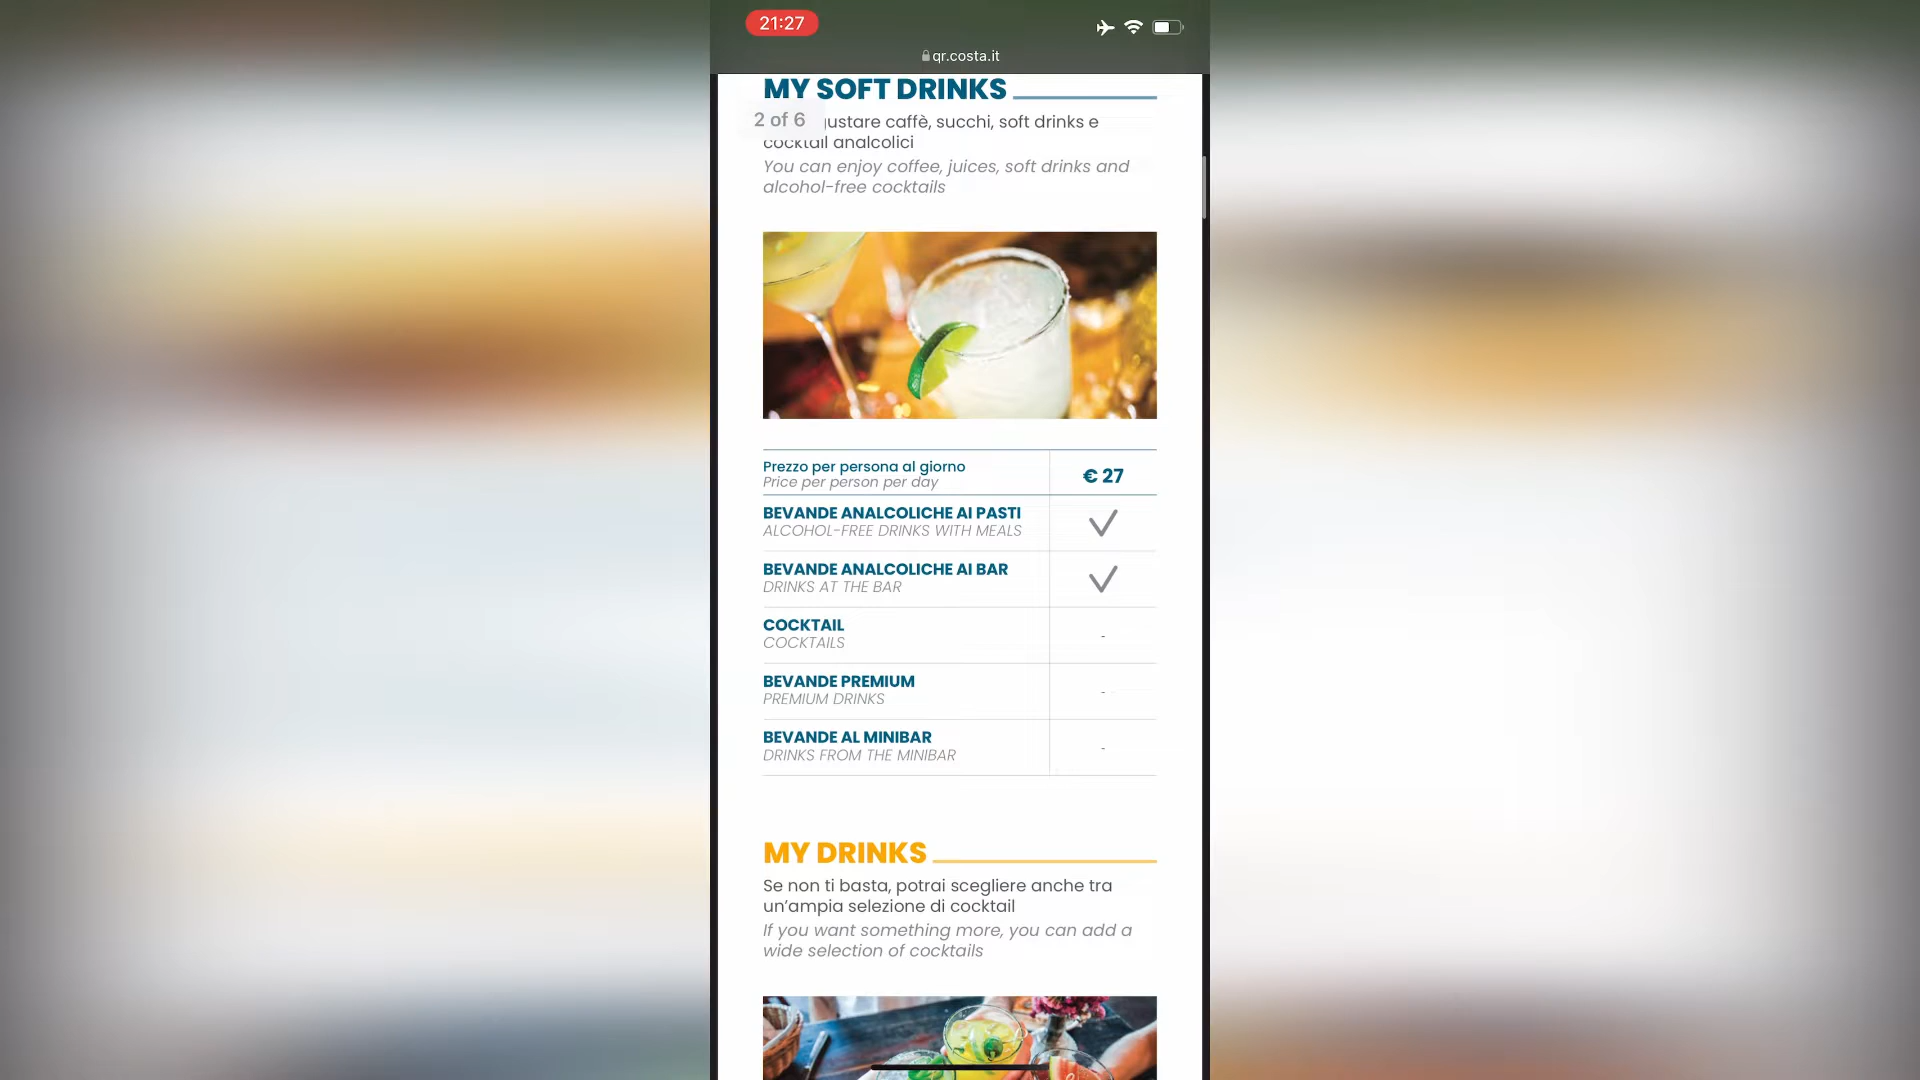 21:27
qr.costa.it
MY SOFT DRINKS
2 of 6
gustare caffè, succhi, soft drinks e
cocktail analcolici
You can enjoy coffee, juices, soft drinks and
alcohol-free cocktails
Prezzo per persona al giorno
Price per person per day
€ 27
BEVANDE ANALCOLICHE AI PASTI
ALCOHOL-FREE DRINKS WITH MEALS
BEVANDE ANALCOLICHE AI BAR
DRINKS AT THE BAR
COCKTAIL
COCKTAILS
-
BEVANDE PREMIUM
PREMIUM DRINKS
-
BEVANDE AL MINIBAR
DRINKS FROM THE MINIBAR
-
MY DRINKS
Se non ti basta, potrai scegliere anche tra
un’ampia selezione di cocktail
If you want something more, you can add a
wide selection of cocktails